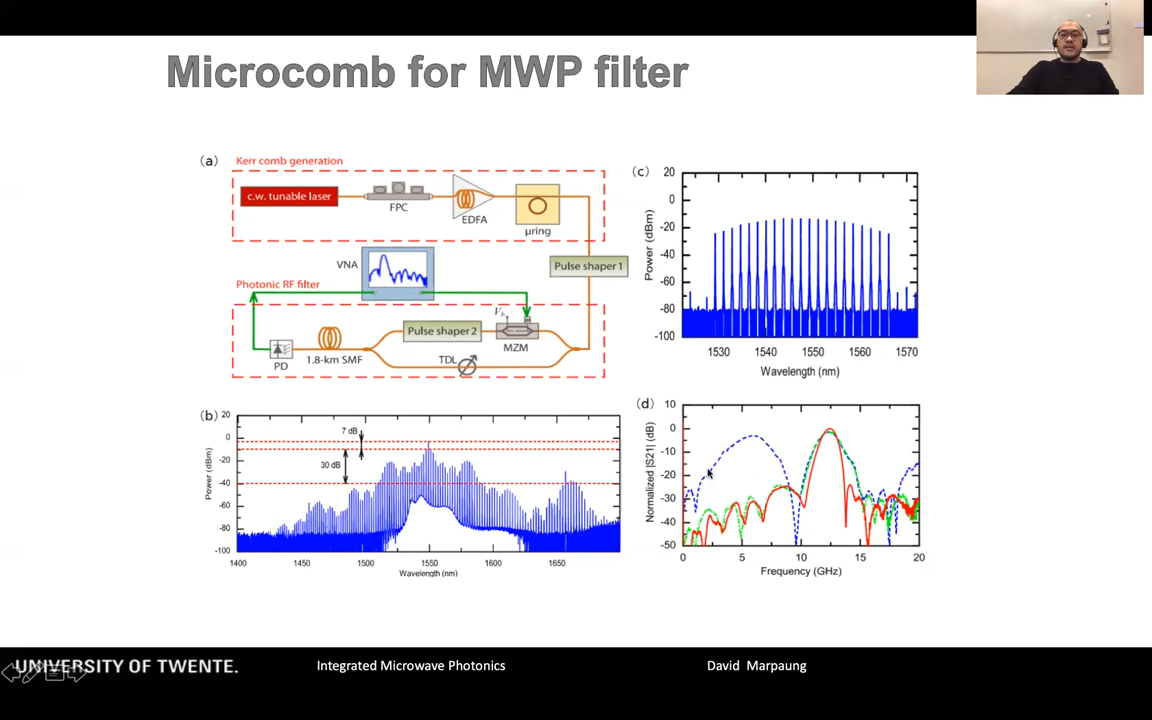 Microcomb for MWP filter
(a)
Kerr comb generation
c.w. tunable laser
FPC
EDFA
μring
VNA
Pulse shaper 1
Photonic RF filter
Vb
Pulse shaper 2
MZM
PD
1.8-km SMF
TDL
(b)
20
0
-20
-40
-60
-80
-100
Power (dBm)
7 dB
30 dB
1400
1450
1500
1550
1600
1650
Wavelength (nm)
(c)
20
0
-20
-40
-60
-80
-100
Power (dBm)
1530
1540
1550
1560
1570
Wavelength (nm)
(d)
10
0
-10
-20
-30
-40
-50
Normalized |S21| (dB)
0
5
10
15
20
Frequency (GHz)
UNIVERSITY OF TWENTE.
Integrated Microwave Photonics
David Marpaung